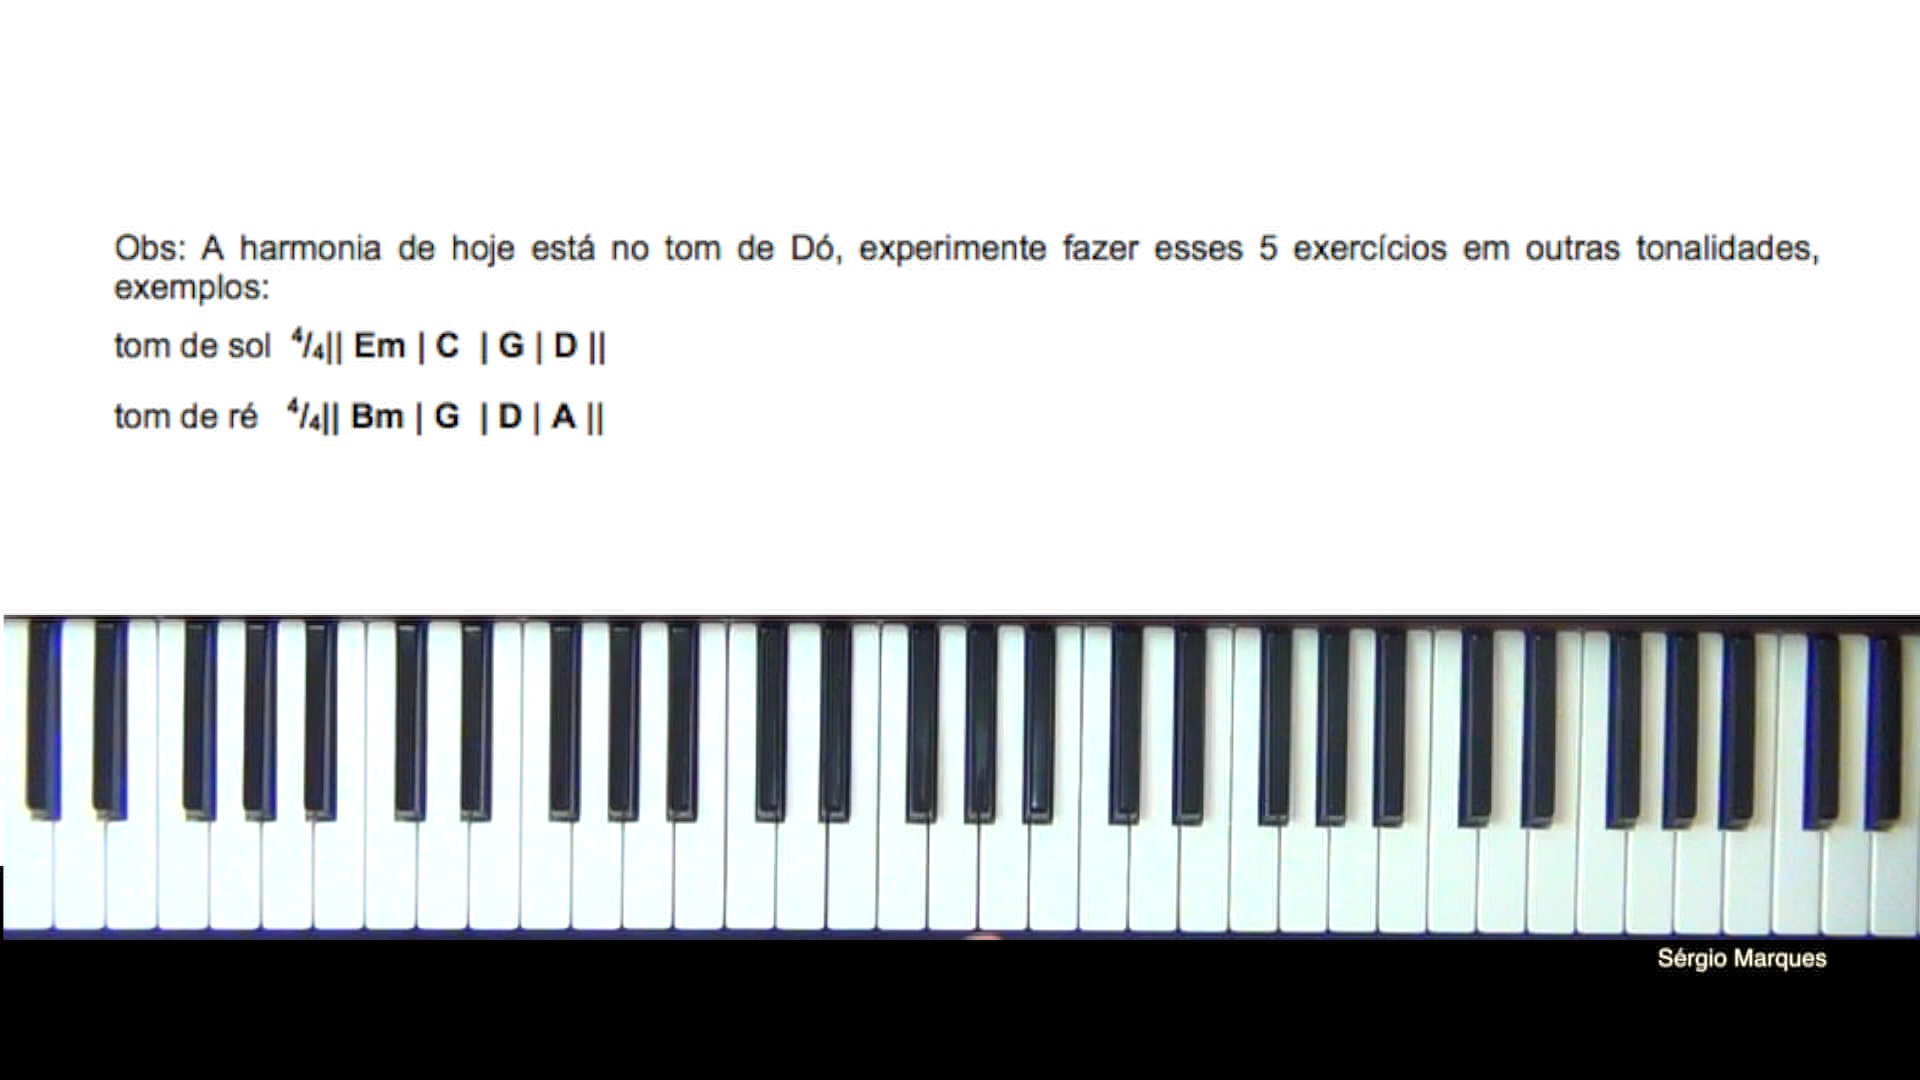 Obs: A harmonia de hoje está no tom de Dó, experimente fazer esses 5 exercícios em outras tonalidades,
exemplos:
tom de sol ⁴/₄|| Em | C | G | D ||
tom de ré ⁴/₄|| Bm | G | D | A ||
Sérgio Marques